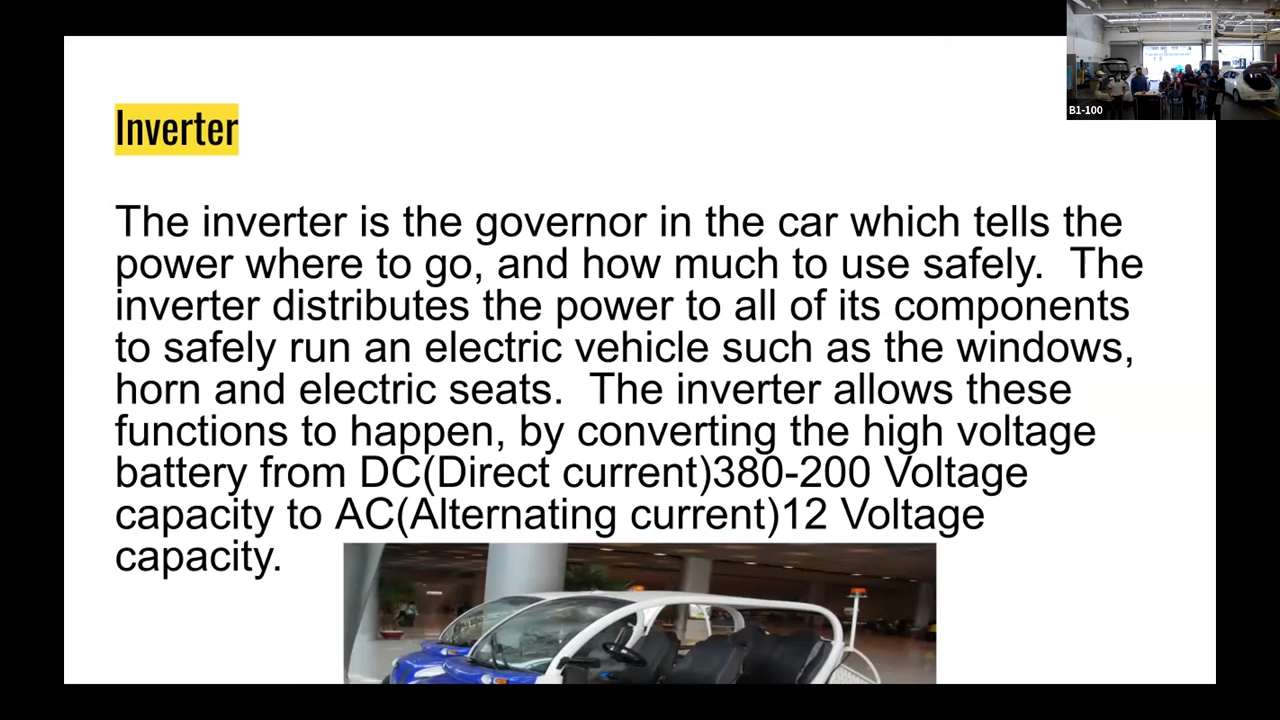 Inverter
The inverter is the governor in the car which tells the
power where to go, and how much to use safely.  The
inverter distributes the power to all of its components
to safely run an electric vehicle such as the windows,
horn and electric seats.  The inverter allows these
functions to happen, by converting the high voltage
battery from DC(Direct current)380-200 Voltage
capacity to AC(Alternating current)12 Voltage
capacity.
B1-100